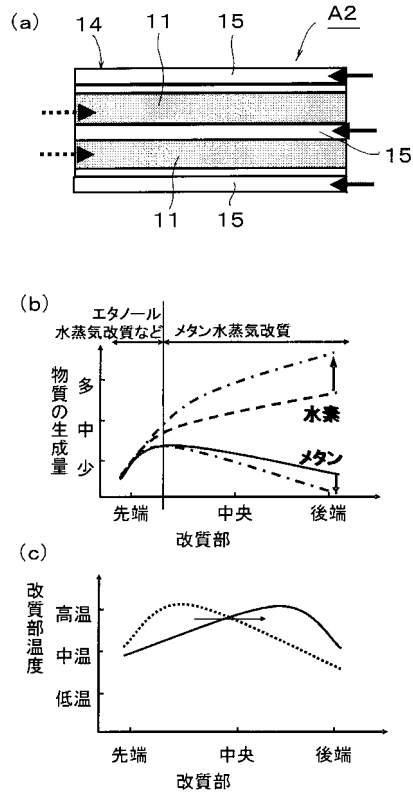 (a)
14
11
15
A2
15
11
15
(b)
エタノール
水蒸気改質など
メタン水蒸気改質
物質の生成量
多
中
少
水素
メタン
先端
中央
後端
改質部
(c)
改質部温度
高温
中温
低温
先端
中央
後端
改質部